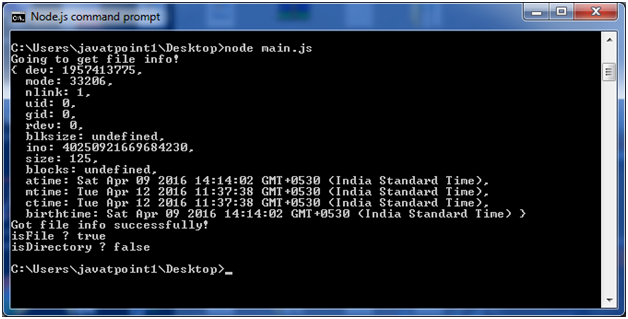 Node.js command prompt
C:\Users\javatpoint1\Desktop>node main.js
Going to get file info!
{ dev: 1957413775,
  mode: 33206,
  nlink: 1,
  uid: 0,
  gid: 0,
  rdev: 0,
  blksize: undefined,
  ino: 40250921669684230,
  size: 125,
  blocks: undefined,
  atime: Sat Apr 09 2016 14:14:02 GMT+0530 (India Standard Time),
  mtime: Tue Apr 12 2016 11:37:38 GMT+0530 (India Standard Time),
  ctime: Tue Apr 12 2016 11:37:38 GMT+0530 (India Standard Time),
  birthtime: Sat Apr 09 2016 14:14:02 GMT+0530 (India Standard Time) }
Got file info successfully!
isFile ? true
isDirectory ? false
C:\Users\javatpoint1\Desktop>_